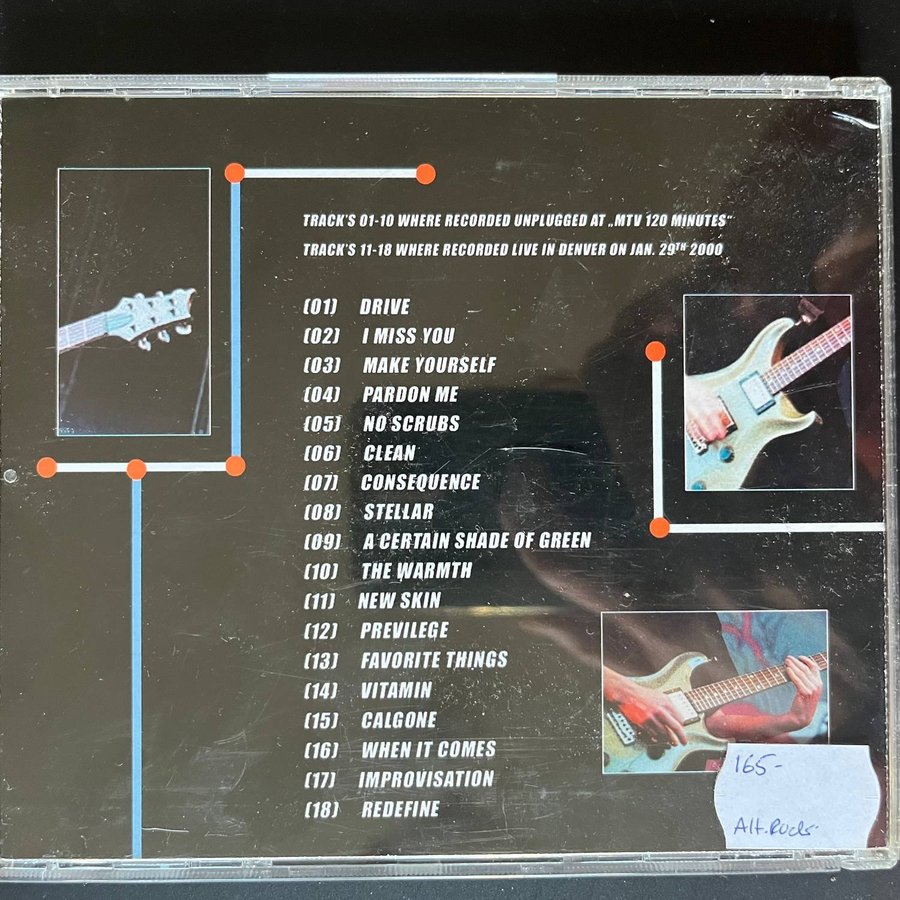 TRACK'S 01-10 WHERE RECORDED UNPLUGGED AT „MTV 120 MINUTES"
TRACK'S 11-18 WHERE RECORDED LIVE IN DENVER ON JAN. 29TH 2000
(01) DRIVE
(02) I MISS YOU
(03) MAKE YOURSELF
(04) PARDON ME
(05) NO SCRUBS
(06) CLEAN
(07) CONSEQUENCE
(08) STELLAR
(09) A CERTAIN SHADE OF GREEN
(10) THE WARMTH
(11) NEW SKIN
(12) PREVILEGE
(13) FAVORITE THINGS
(14) VITAMIN
(15) CALGONE
(16) WHEN IT COMES
(17) IMPROVISATION
(18) REDEFINE
165-
Alt. Rock